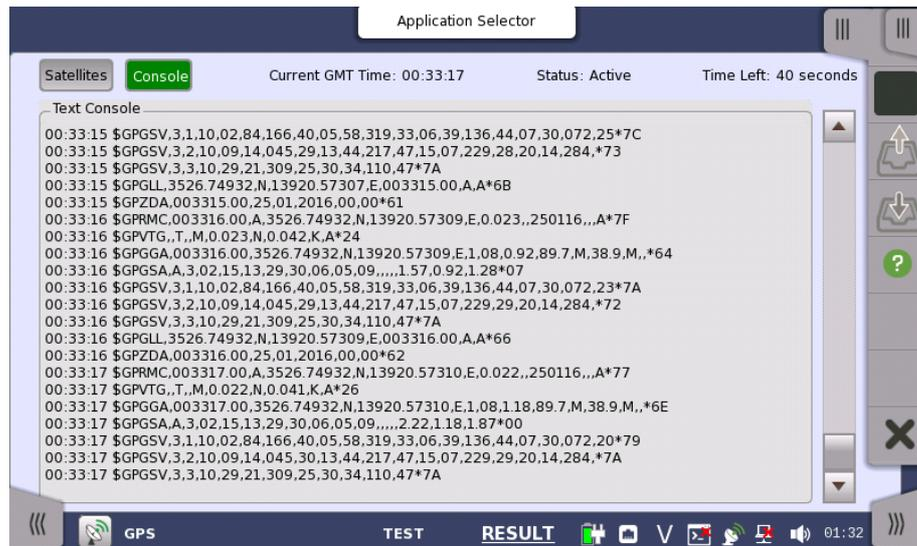 Application Selector
Satellites Console Current GMT Time: 00:33:17 Status: Active Time Left: 40 seconds
Text Console
00:33:15 $GPGSV,3,1,10,02,84,166,40,05,58,319,33,06,39,136,44,07,30,072,25*7C
00:33:15 $GPGSV,3,2,10,09,14,045,29,13,44,217,47,15,07,229,28,20,14,284,*73
00:33:15 $GPGSV,3,3,10,29,21,309,25,30,34,110,47*7A
00:33:15 $GPGLL,3526.74932,N,13920.57307,E,003315.00,A,A*6B
00:33:15 $GPZDA,003315.00,25,01,2016,00,00*61
00:33:16 $GPRMC,003316.00,A,3526.74932,N,13920.57309,E,0.023,,250116,,,A*7F
00:33:16 $GPVTG,,T,,M,0.023,N,0.042,K,A*24
00:33:16 $GPGGA,003316.00,3526.74932,N,13920.57309,E,1,08,0.92,89.7,M,38.9,M,,*64
00:33:16 $GPGSA,A,3,02,15,13,29,30,06,05,09,,,,,1.57,0.92,1.28*07
00:33:16 $GPGSV,3,1,10,02,84,166,40,05,58,319,33,06,39,136,44,07,30,072,23*7A
00:33:16 $GPGSV,3,2,10,09,14,045,29,13,44,217,47,15,07,229,29,20,14,284,*72
00:33:16 $GPGSV,3,3,10,29,21,309,25,30,34,110,47*7A
00:33:16 $GPGLL,3526.74932,N,13920.57309,E,003316.00,A,A*66
00:33:16 $GPZDA,003316.00,25,01,2016,00,00*62
00:33:17 $GPRMC,003317.00,A,3526.74932,N,13920.57310,E,0.022,,250116,,,A*77
00:33:17 $GPVTG,,T,,M,0.022,N,0.041,K,A*26
00:33:17 $GPGGA,003317.00,3526.74932,N,13920.57310,E,1,08,1.18,89.7,M,38.9,M,,*6E
00:33:17 $GPGSA,A,3,02,15,13,29,30,06,05,09,,,,,2.22,1.18,1.87*00
00:33:17 $GPGSV,3,1,10,02,84,166,40,05,58,319,33,06,39,136,44,07,30,072,20*79
00:33:17 $GPGSV,3,2,10,09,14,045,30,13,44,217,47,15,07,229,29,20,14,284,*7A
00:33:17 $GPGSV,3,3,10,29,21,309,25,30,34,110,47*7A
GPS TEST RESULT V 01:32